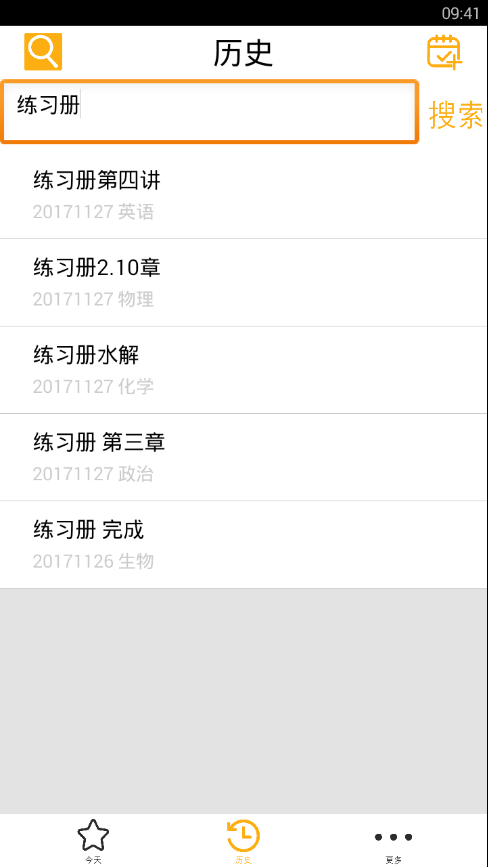 09:41
历史
练习册
搜索
练习册第四讲
20171127 英语
练习册2.10章
20171127 物理
练习册水解
20171127 化学
练习册 第三章
20171127 政治
练习册 完成
20171126 生物
今天
历史
更多